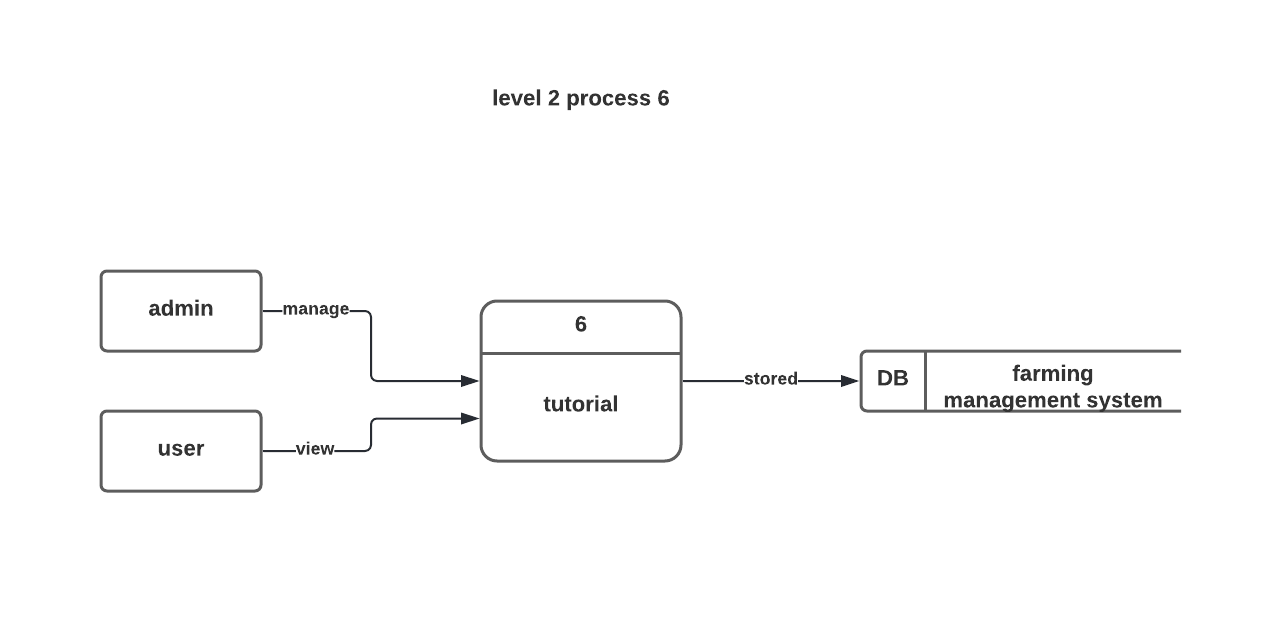 level 2 process 6
admin
manage
6
tutorial
stored
DB
farming
management system
user
view